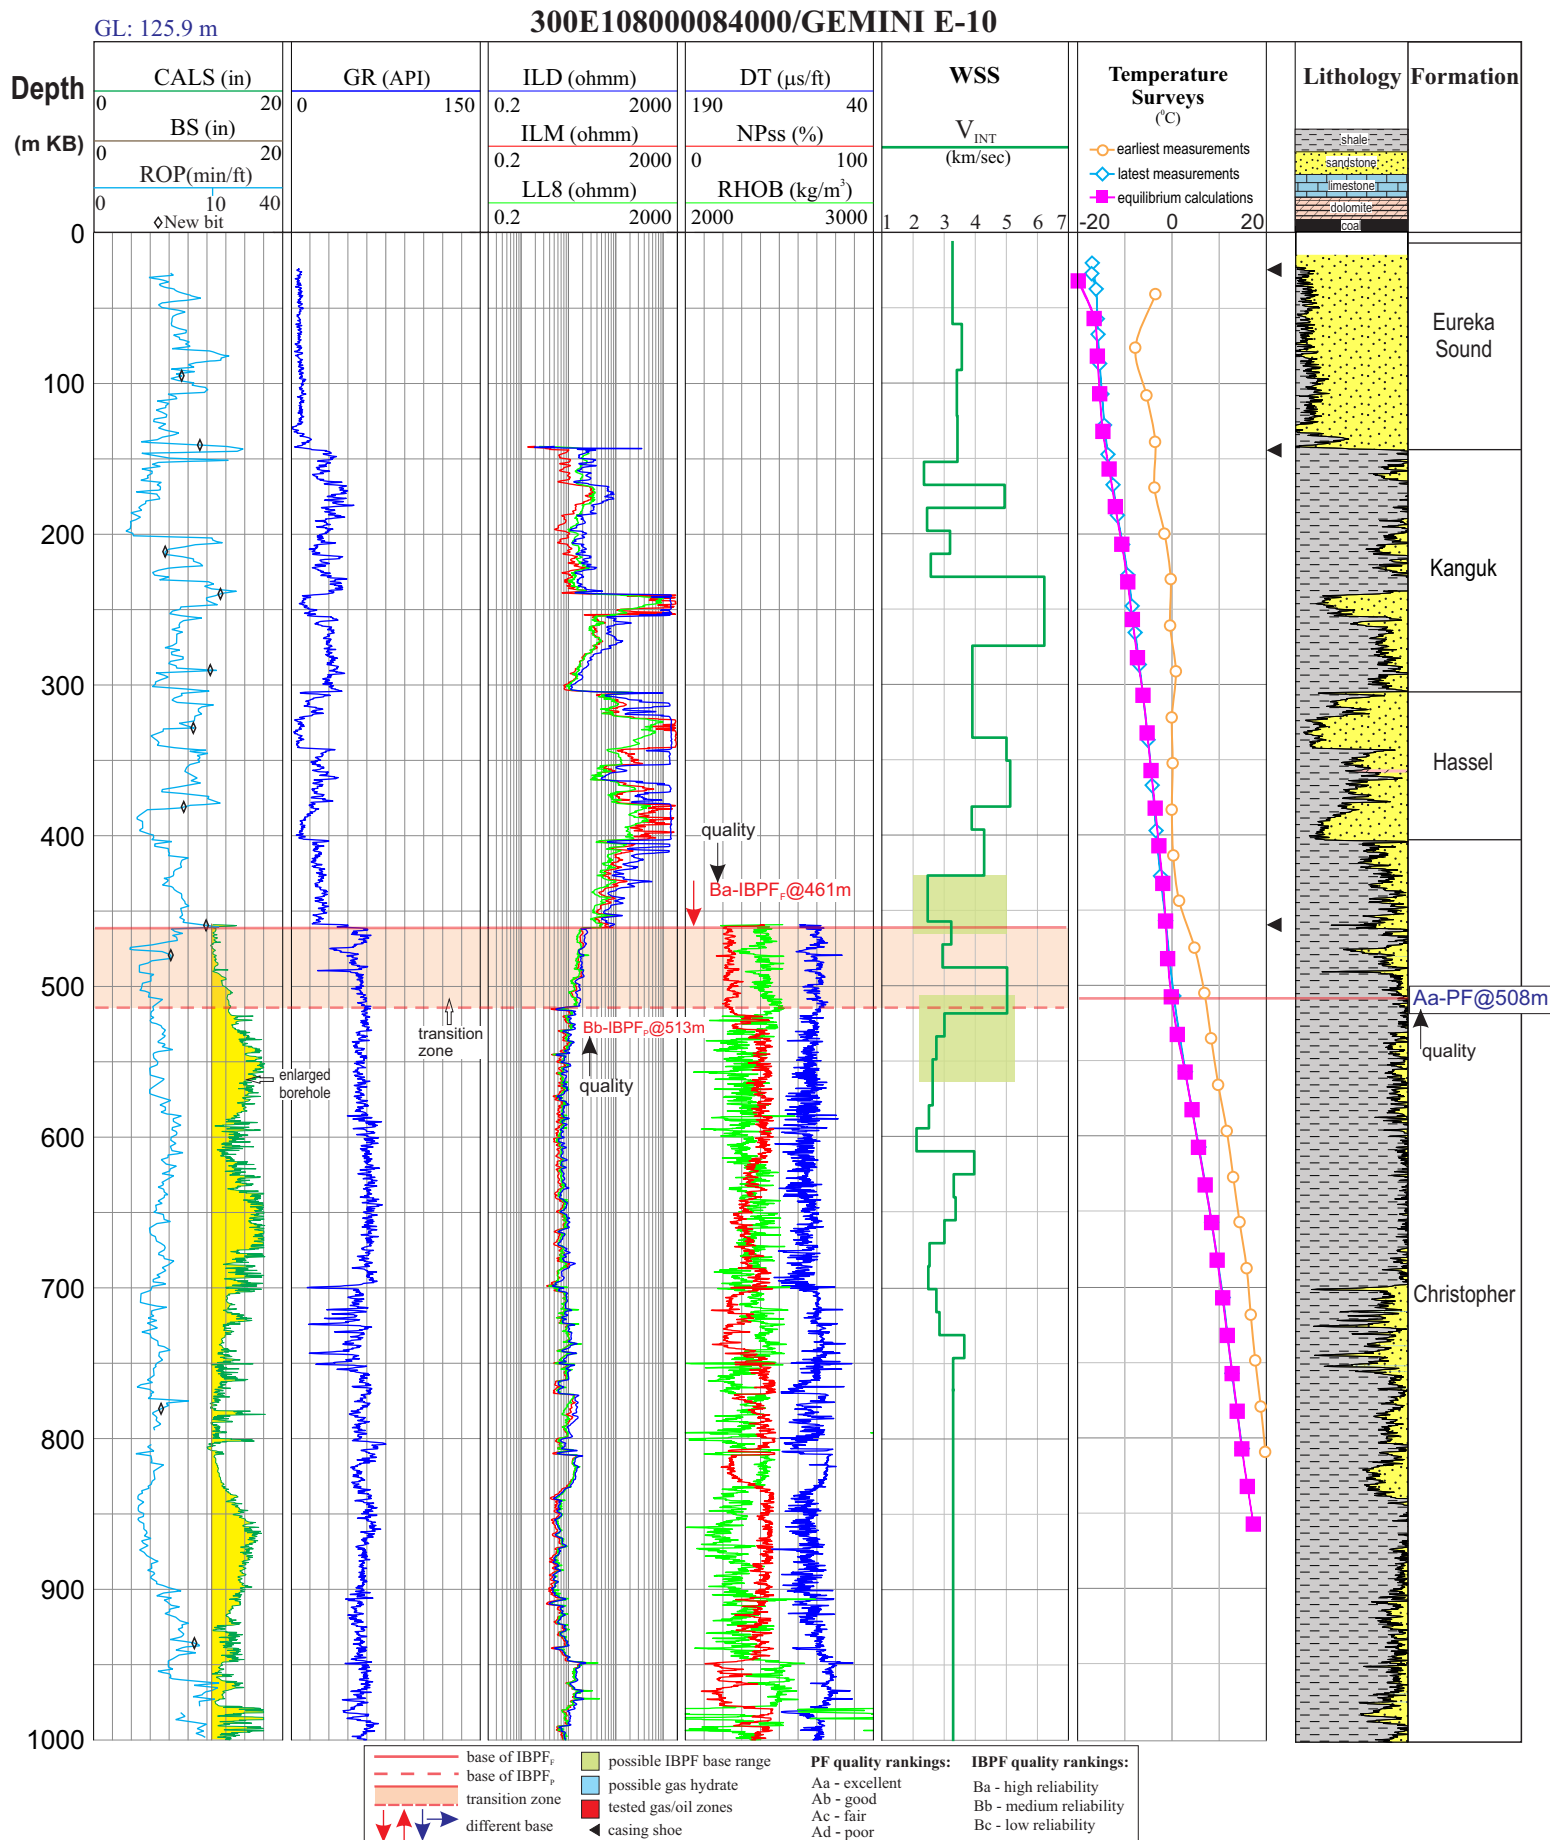 300E108000084000/GEMINI E-10
GL: 125.9 m
Depth
(m KB)
CALS (in)
0 20
BS (in)
0 20
ROP(min/ft)
0 10 40
New bit
GR (API)
0 150
ILD (ohmm)
0.2 2000
ILM (ohmm)
0.2 2000
LL8 (ohmm)
0.2 2000
DT (µs/ft)
190 40
NPss (%)
0 100
RHOB (kg/m³)
2000 3000
WSS
V_INT
(km/sec)
1 2 3 4 5 6 7
Temperature
Surveys
(°C)
earliest measurements
latest measurements
equilibrium calculations
-20 0 20
Lithology
shale
sandstone
limestone
dolomite
coal
Formation
0
100
200
300
400
500
600
700
800
900
1000
Eureka
Sound
Kanguk
Hassel
Christopher
quality
Ba-IBPF_F@461m
Aa-PF@508m
quality
Bb-IBPF_P@513m
quality
transition
zone
enlarged
borehole
base of IBPF_F
base of IBPF_P
transition zone
different base
possible IBPF base range
possible gas hydrate
tested gas/oil zones
casing shoe
PF quality rankings:
Aa - excellent
Ab - good
Ac - fair
Ad - poor
IBPF quality rankings:
Ba - high reliability
Bb - medium reliability
Bc - low reliability